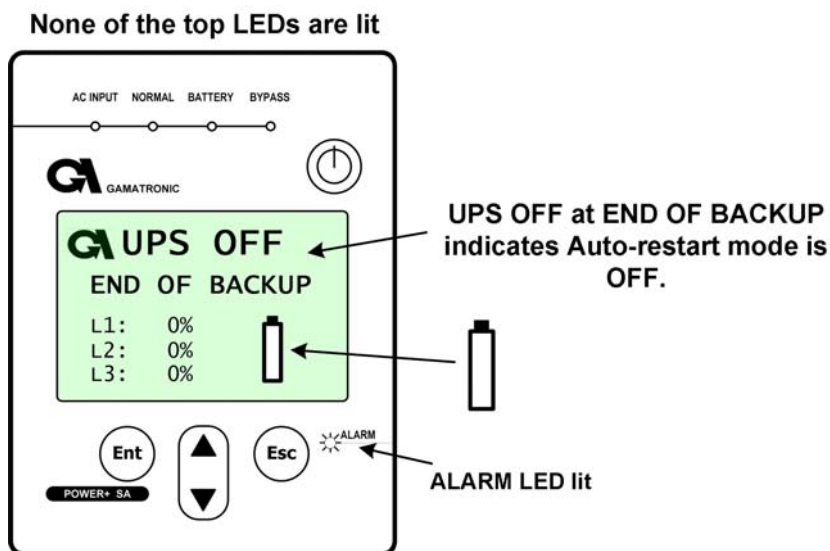 None of the top LEDs are lit
AC INPUT NORMAL BATTERY BYPASS
GAMATRONIC
UPS OFF
END OF BACKUP
L1: 0%
L2: 0%
L3: 0%
Ent
Esc
ALARM
POWER+ SA
UPS OFF at END OF BACKUP
indicates Auto-restart mode is
OFF.
ALARM LED lit